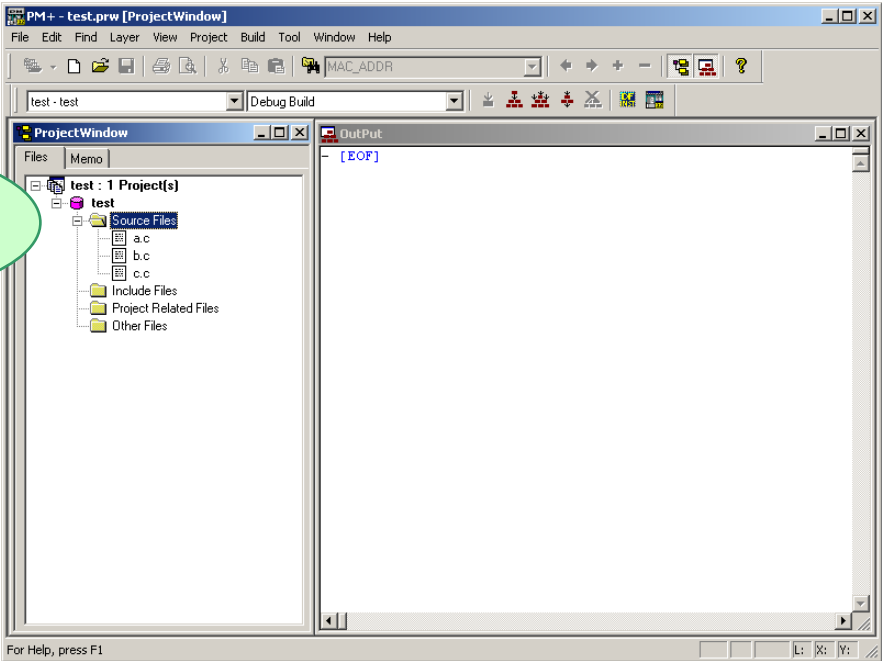 PM+ - test.prw [ProjectWindow]
File Edit Find Layer View Project Build Tool Window Help
MAC_ADDR
test - test Debug Build
ProjectWindow
Files Memo
test : 1 Project(s)
test
Source Files
a.c
b.c
c.c
Include Files
Project Related Files
Other Files
OutPut
- [EOF]
For Help, press F1 L: X: Y: